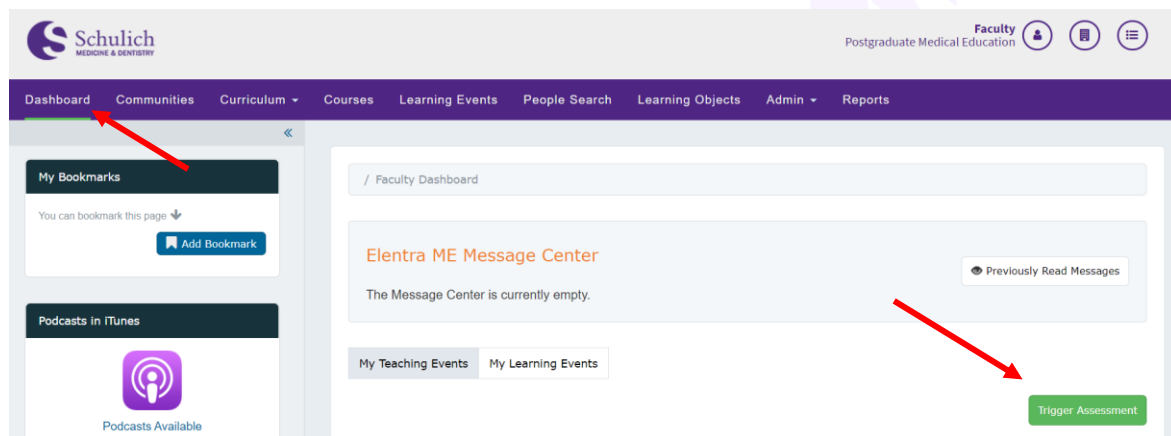 Schulich
MEDICINE & DENTISTRY
Faculty
Postgraduate Medical Education
Dashboard Communities Curriculum Courses Learning Events People Search Learning Objects Admin Reports
«
My Bookmarks
You can bookmark this page
Add Bookmark
Podcasts in iTunes
Podcasts Available
/ Faculty Dashboard
Elentra ME Message Center
Previously Read Messages
The Message Center is currently empty.
My Teaching Events My Learning Events
Trigger Assessment